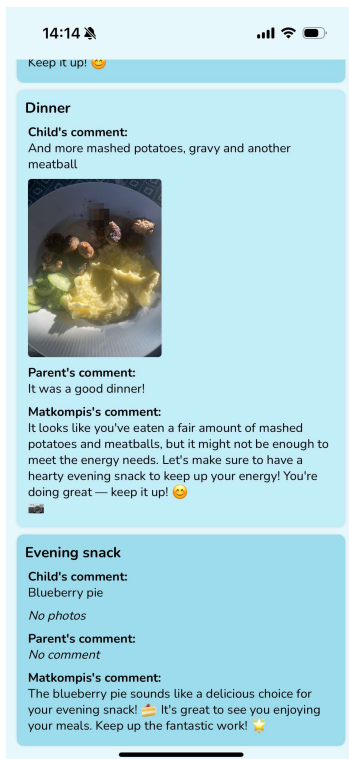 14:14
Keep it up! 😊
Dinner
Child's comment:
And more mashed potatoes, gravy and another
meatball
Parent's comment:
It was a good dinner!
Matkompis's comment:
It looks like you've eaten a fair amount of mashed
potatoes and meatballs, but it might not be enough to
meet the energy needs. Let's make sure to have a
hearty evening snack to keep up your energy! You're
doing great — keep it up! 😊
📷
Evening snack
Child's comment:
Blueberry pie
No photos
Parent's comment:
No comment
Matkompis's comment:
The blueberry pie sounds like a delicious choice for
your evening snack! 🍰 It's great to see you enjoying
your meals. Keep up the fantastic work! 🌟